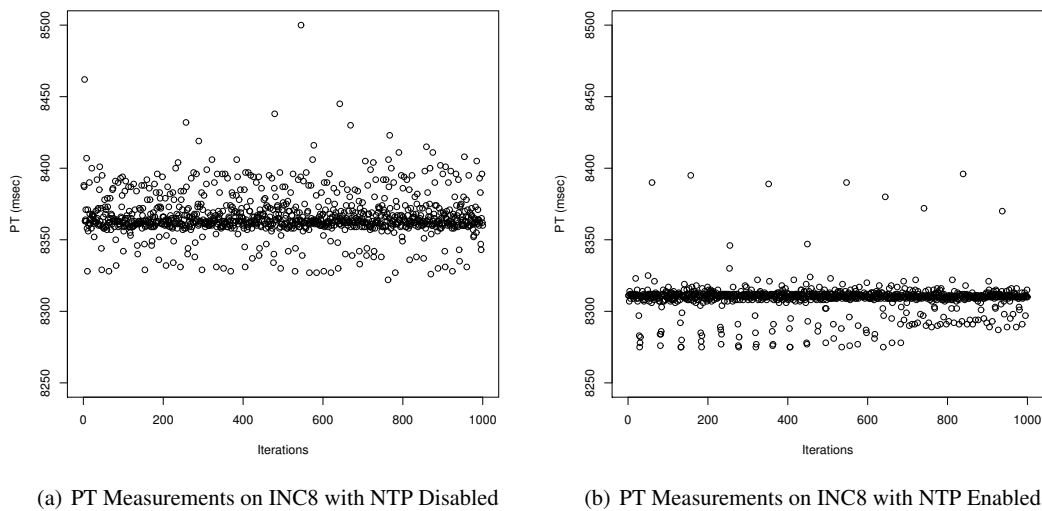 8250 8300 8350 8400 8450 8500
PT (msec)
0 200 400 600 800 1000
Iterations
(a) PT Measurements on INC8 with NTP Disabled
8250 8300 8350 8400 8450 8500
PT (msec)
0 200 400 600 800 1000
Iterations
(b) PT Measurements on INC8 with NTP Enabled